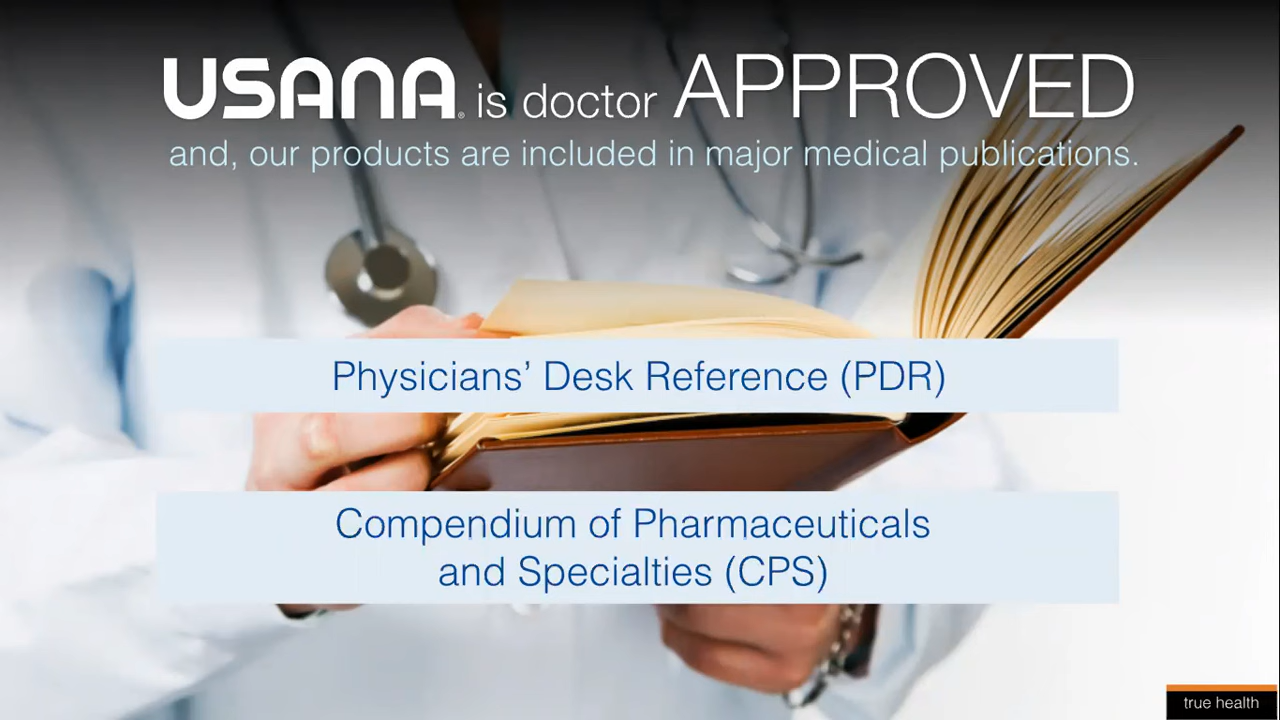 USANA® is doctor APPROVED
and, our products are included in major medical publications.
Physicians’ Desk Reference (PDR)
Compendium of Pharmaceuticals
and Specialties (CPS)
true health